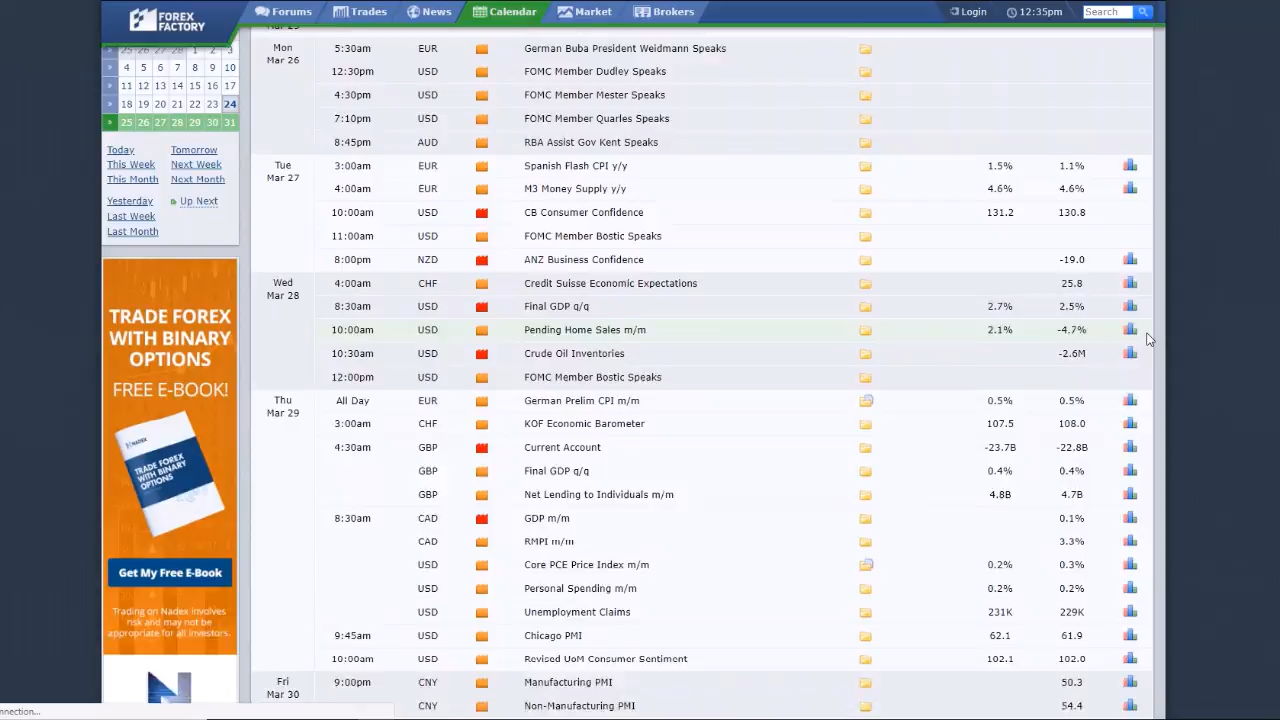 FOREX
FACTORY
Forums
Trades
News
Calendar
Market
Brokers
Login
12:35pm
Search
25 26 27 28 1 2 3
4 5 6 7 8 9 10
11 12 13 14 15 16 17
18 19 20 21 22 23 24
25 26 27 28 29 30 31
Today Tomorrow
This Week Next Week
This Month Next Month
Yesterday Up Next
Last Week
Last Month
TRADE FOREX
WITH BINARY
OPTIONS
FREE E-BOOK!
NADEX
TRADE FOREX
WITH BINARY
OPTIONS
Get My Free E-Book
Trading on Nadex involves
risk and may not be
appropriate for all investors.
Mon
Mar 26
EUR Speaks
12:30pm USD Member Dudley Speaks
4:30pm USD Member Mester Speaks
7:10pm USD Member Quarles Speaks
8:45pm AUD RBA Assist Gov Kent Speaks
Tue
Mar 27
3:00am EUR Spanish Flash CPI y/y 1.5% 1.1%
4:00am EUR M3 Money Supply y/y 4.6% 4.6%
10:00am USD CB Consumer Confidence 131.2 130.8
11:00am USD FOMC Member Bostic Speaks
8:00pm NZD ANZ Business Confidence -19.0
Wed
Mar 28
4:00am CHF Credit Suisse Economic Expectations 25.8
8:30am USD Final GDP q/q 2.7% 2.5%
10:00am USD Pending Home Sales m/m 2.1% -4.7%
10:30am USD Crude Oil Inventories -2.6M
12:00pm USD FOMC Member Bostic Speaks
Thu
Mar 29
All Day EUR German Prelim CPI m/m 0.5% 0.5%
3:00am CHF KOF Economic Barometer 107.5 108.0
4:30am GBP Current Account -23.7B -22.8B
GBP Final GDP q/q 0.4% 0.4%
GBP Net Lending to Individuals m/m 4.8B 4.7B
8:30am CAD GDP m/m 0.1%
CAD RMPI m/m 3.3%
USD Core PCE Price Index m/m 0.2% 0.3%
USD Personal Spending m/m 0.2% 0.2%
USD Unemployment Claims 231K 229K
Chicago PMI 62.1 61.9
10:00am USD Revised UoM Consumer Sentiment 102.1 102.0
Fri
Mar 30
9:00pm CNY Manufacturing PMI 50.3
CNY Non-Manufacturing PMI 54.4
nnection...